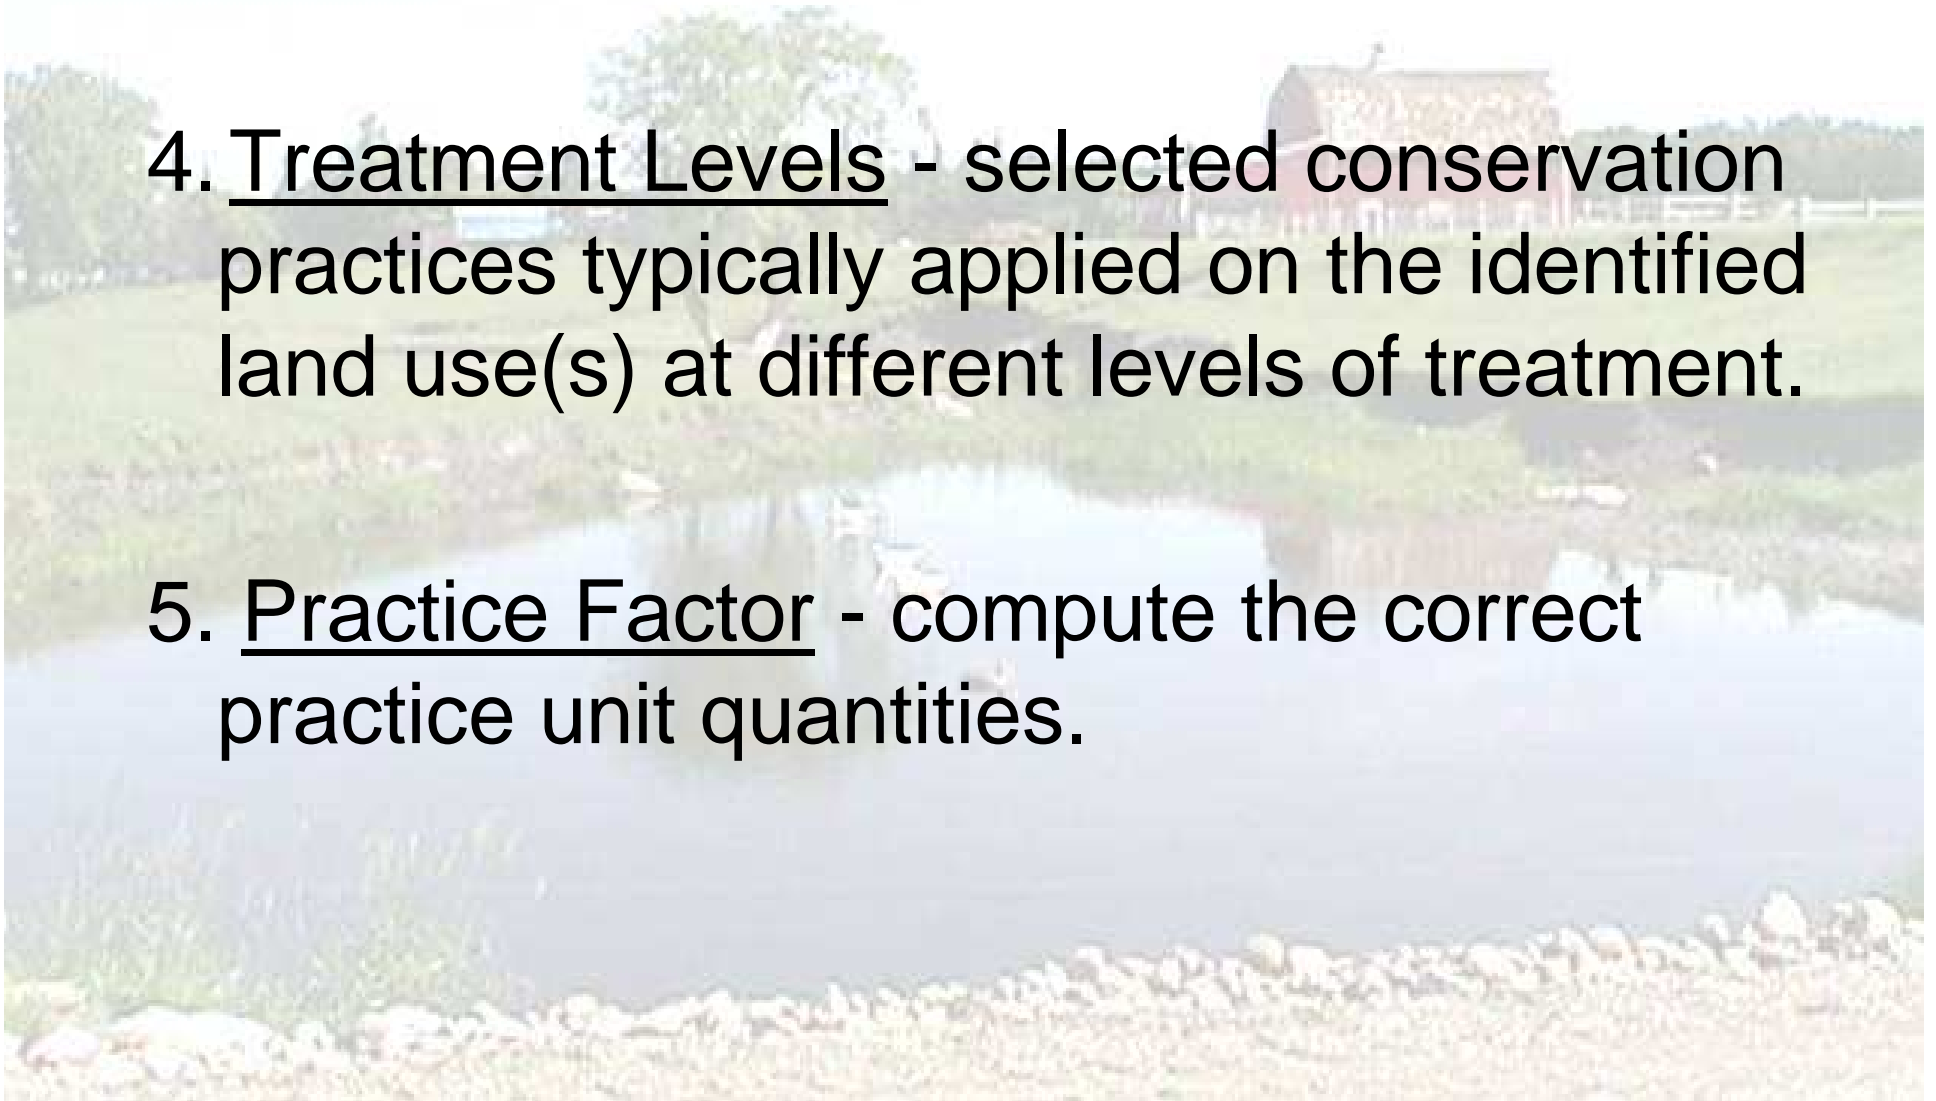 4. Treatment Levels - selected conservation
practices typically applied on the identified
land use(s) at different levels of treatment.
5. Practice Factor - compute the correct
practice unit quantities.